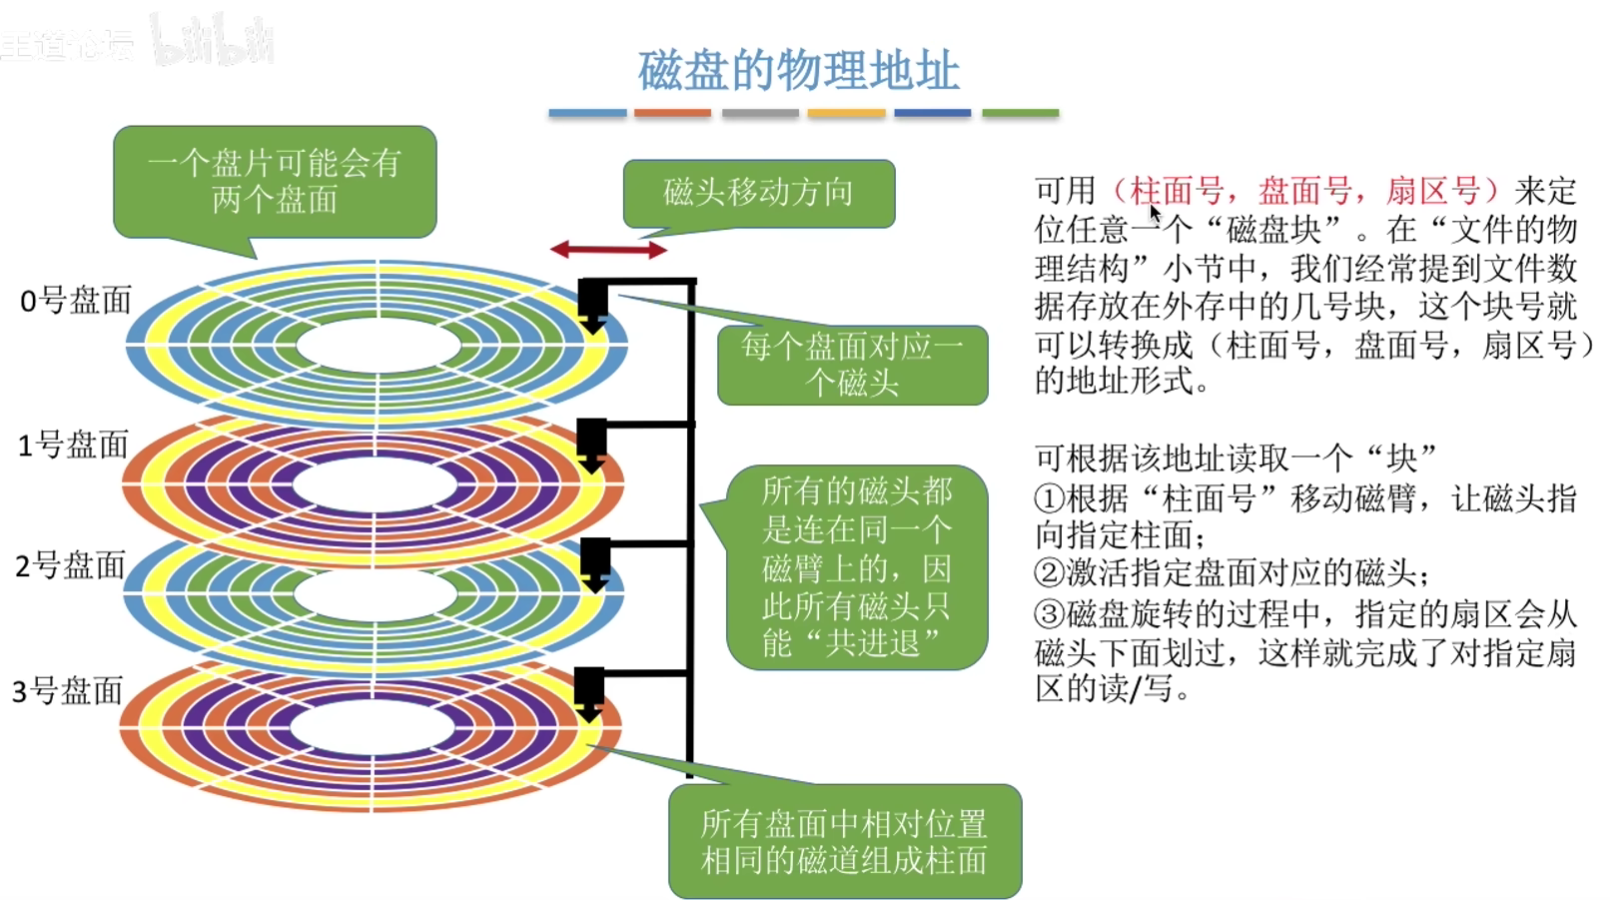 王道论坛 bilibili
磁盘的物理地址
一个盘片可能会有
两个盘面
磁头移动方向
0号盘面
每个盘面对应一
个磁头
1号盘面
所有的磁头都
是连在同一个
磁臂上的，因
此所有磁头只
能“共进退”
2号盘面
3号盘面
所有盘面中相对位置
相同的磁道组成柱面
可用（柱面号，盘面号，扇区号）来定
位任意一个“磁盘块”。在“文件的物
理结构”小节中，我们经常提到文件数
据存放在外存中的几号块，这个块号就
可以转换成（柱面号，盘面号，扇区号）
的地址形式。
可根据该地址读取一个“块”
①根据“柱面号”移动磁臂，让磁头指
向指定柱面；
②激活指定盘面对应的磁头；
③磁盘旋转的过程中，指定的扇区会从
磁头下面划过，这样就完成了对指定扇
区的读/写。